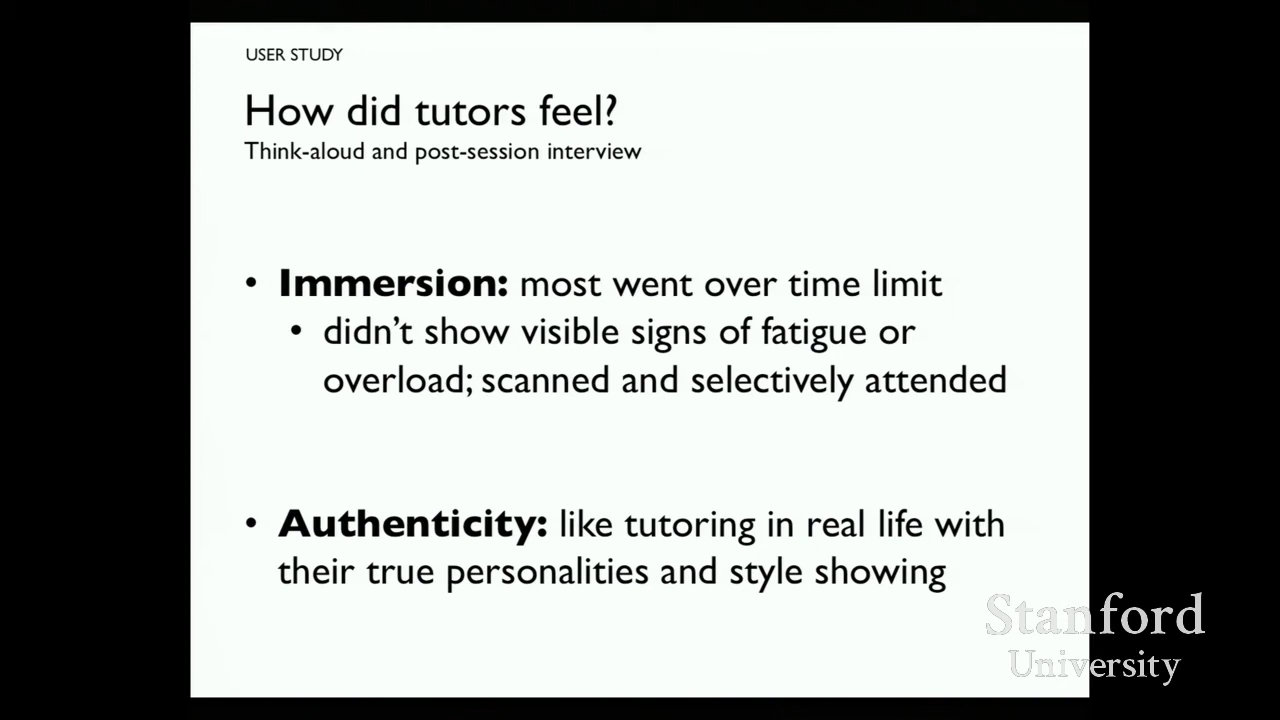 USER STUDY
How did tutors feel?
Think-aloud and post-session interview
• Immersion: most went over time limit
• didn't show visible signs of fatigue or
overload; scanned and selectively attended
• Authenticity: like tutoring in real life with
their true personalities and style showing
Stanford
University